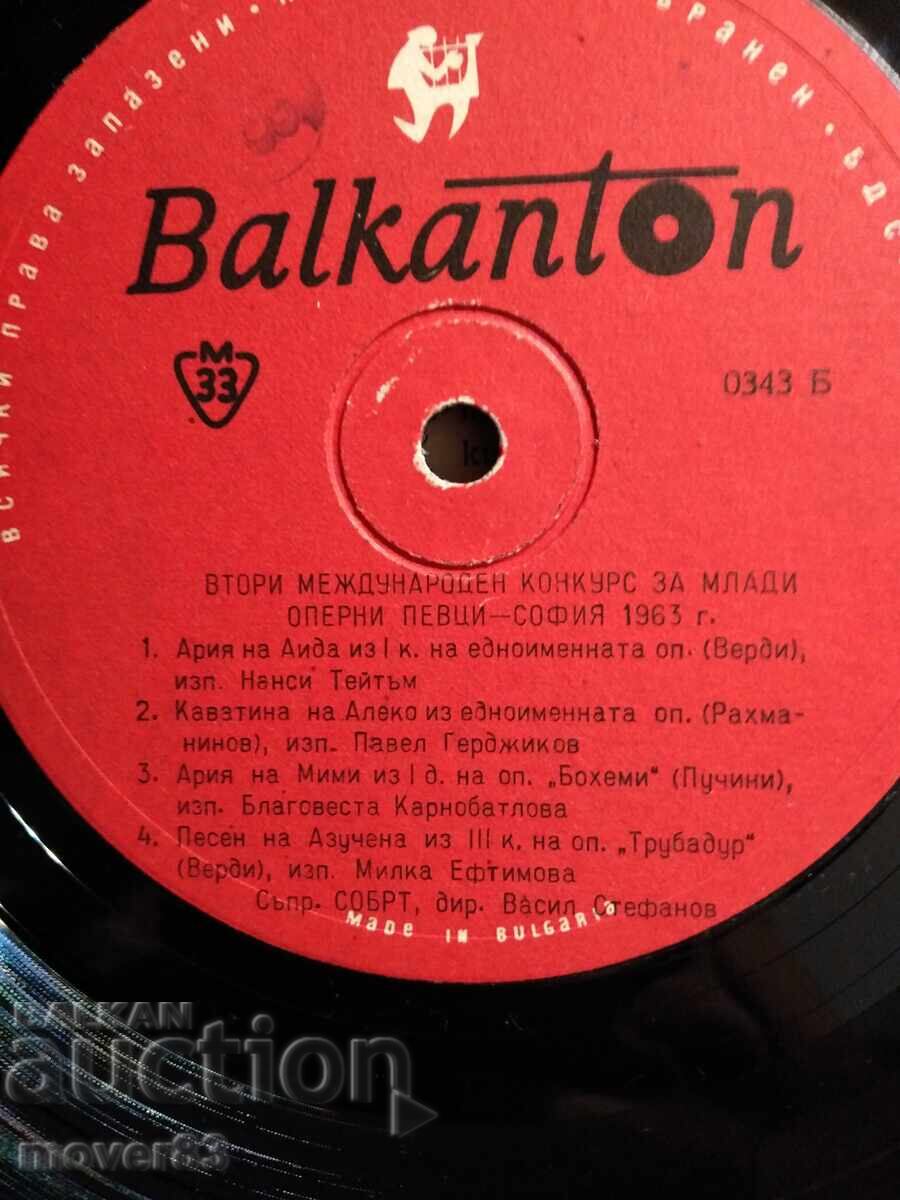 ВСИЧКИ ПРАВА ЗАПАЗЕНИ
БДС
Balkanton
М
33
0343 Б
ВТОРИ МЕЖДУНАРОДЕН КОНКУРС ЗА МЛАДИ
ОПЕРНИ ПЕВЦИ—СОФИЯ 1963 г.
1. Ария на Аида из I к. на едноименната оп. (Верди),
изп. Нанси Тейтъм
2. Каватина на Алеко из едноименната оп. (Рахма-
нинов), изп. Павел Герджиков
3. Ария на Мими из I д. на оп. „Бохеми“ (Пучини),
изп. Благовеста Карнобатлова
4. Песен на Азучена из III к. на оп. „Трубадур“
(Верди), изп. Милка Ефтимова
Съпр. СОБРТ, дир. Васил Стефанов
MADE IN BULGARIA
BALKAN
auction
mover83